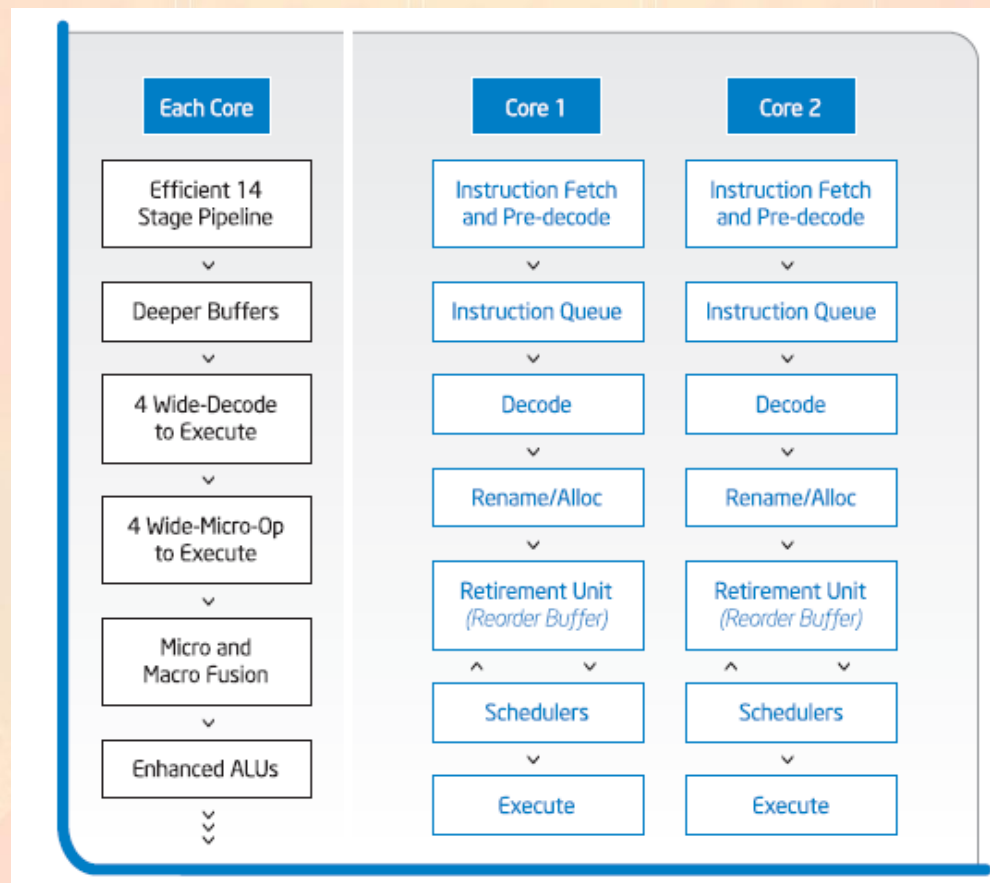 Each Core
Efficient 14
Stage Pipeline
Deeper Buffers
4 Wide-Decode
to Execute
4 Wide-Micro-Op
to Execute
Micro and
Macro Fusion
Enhanced ALUs
Core 1
Instruction Fetch
and Pre-decode
Instruction Queue
Decode
Rename/Alloc
Retirement Unit
(Reorder Buffer)
Schedulers
Execute
Core 2
Instruction Fetch
and Pre-decode
Instruction Queue
Decode
Rename/Alloc
Retirement Unit
(Reorder Buffer)
Schedulers
Execute